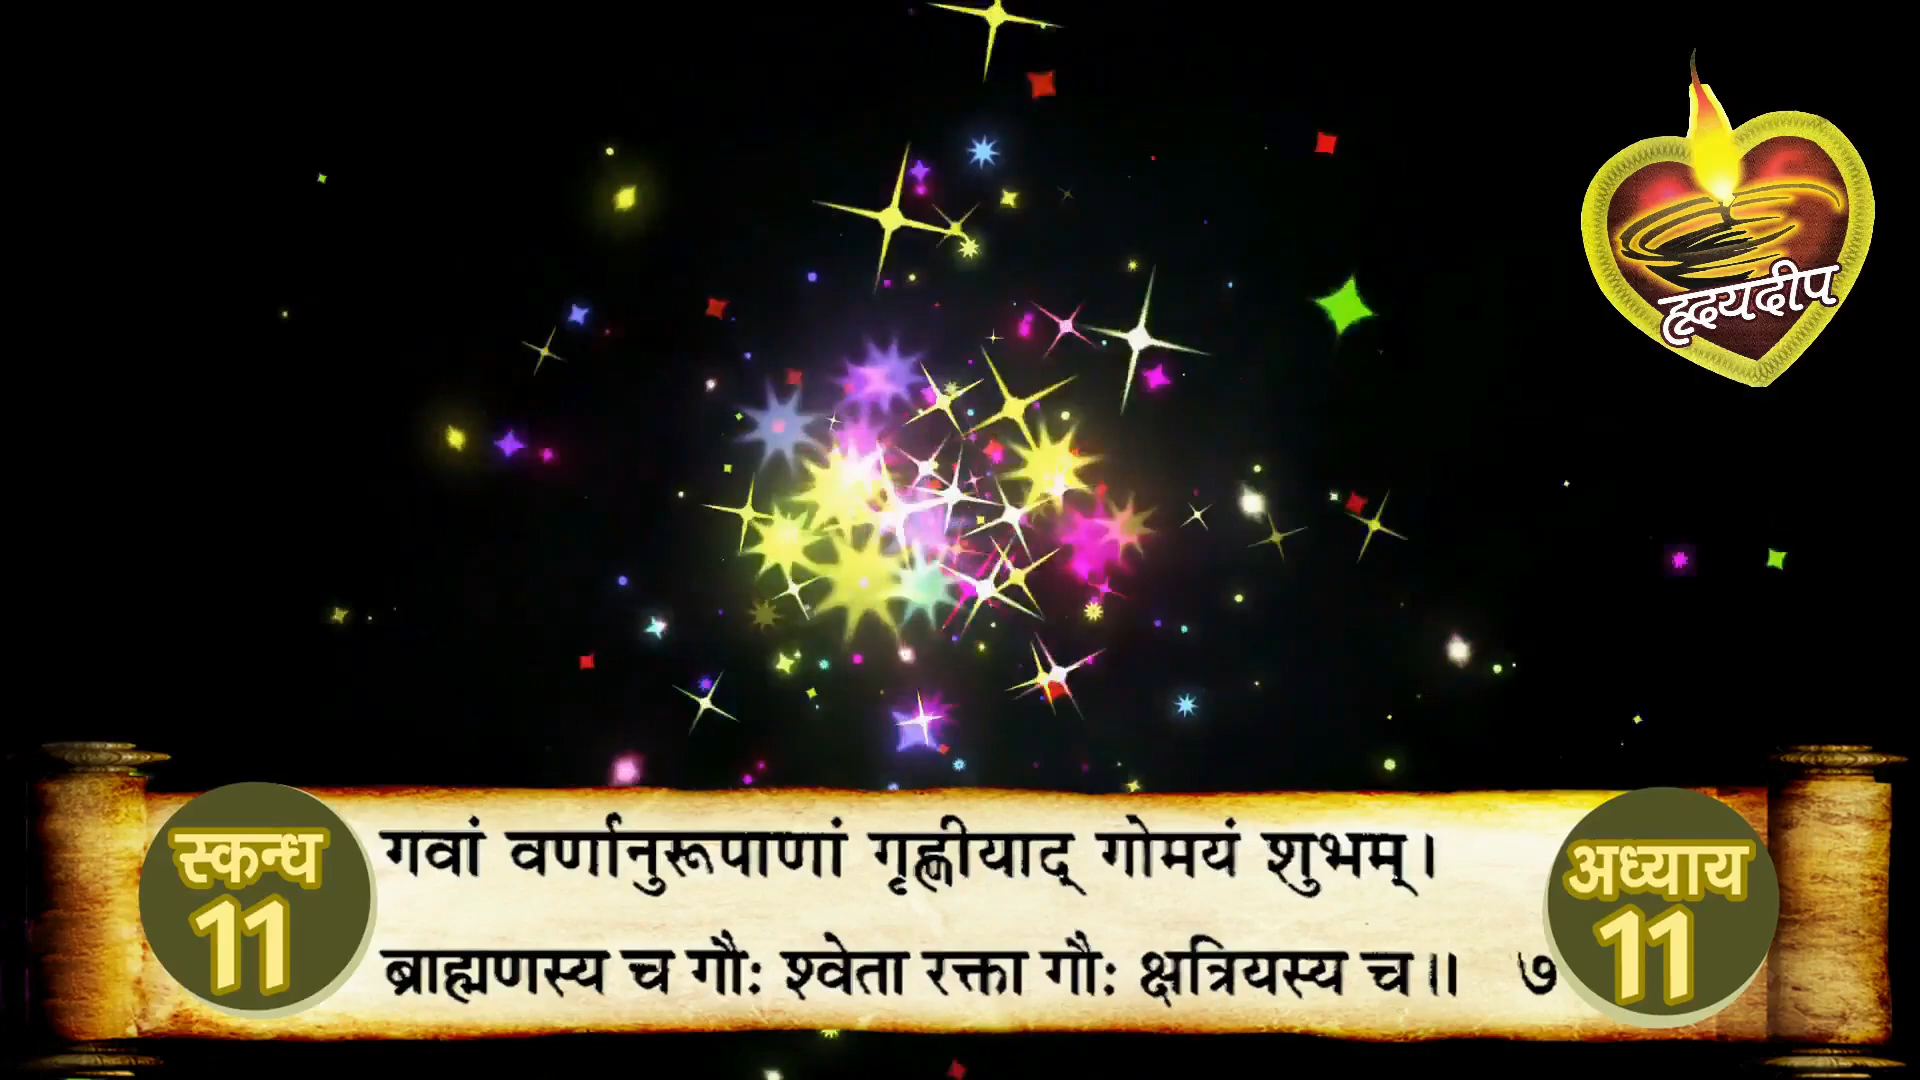 हृदयदीप
स्कन्ध
11
गवां वर्णानुरूपाणां गृह्णीयाद् गोमयं शुभम्।
ब्राह्मणस्य च गौः श्वेता रक्ता गौः क्षत्रियस्य च॥ ७
अध्याय
11